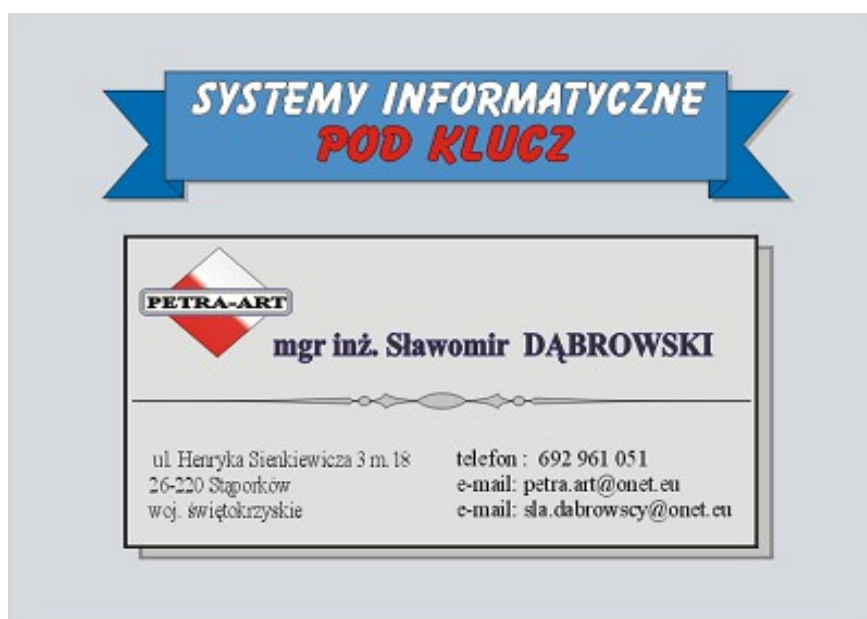 SYSTEMY INFORMATYCZNE
POD KLUCZ
PETRA-ART
mgr inż. Sławomir DĄBROWSKI
ul. Henryka Sienkiewicza 3 m. 18
26-220 Stąporków
woj. świętokrzyskie
telefon : 692 961 051
e-mail: petra.art@onet.eu
e-mail: sla.dabrowscy@onet.eu